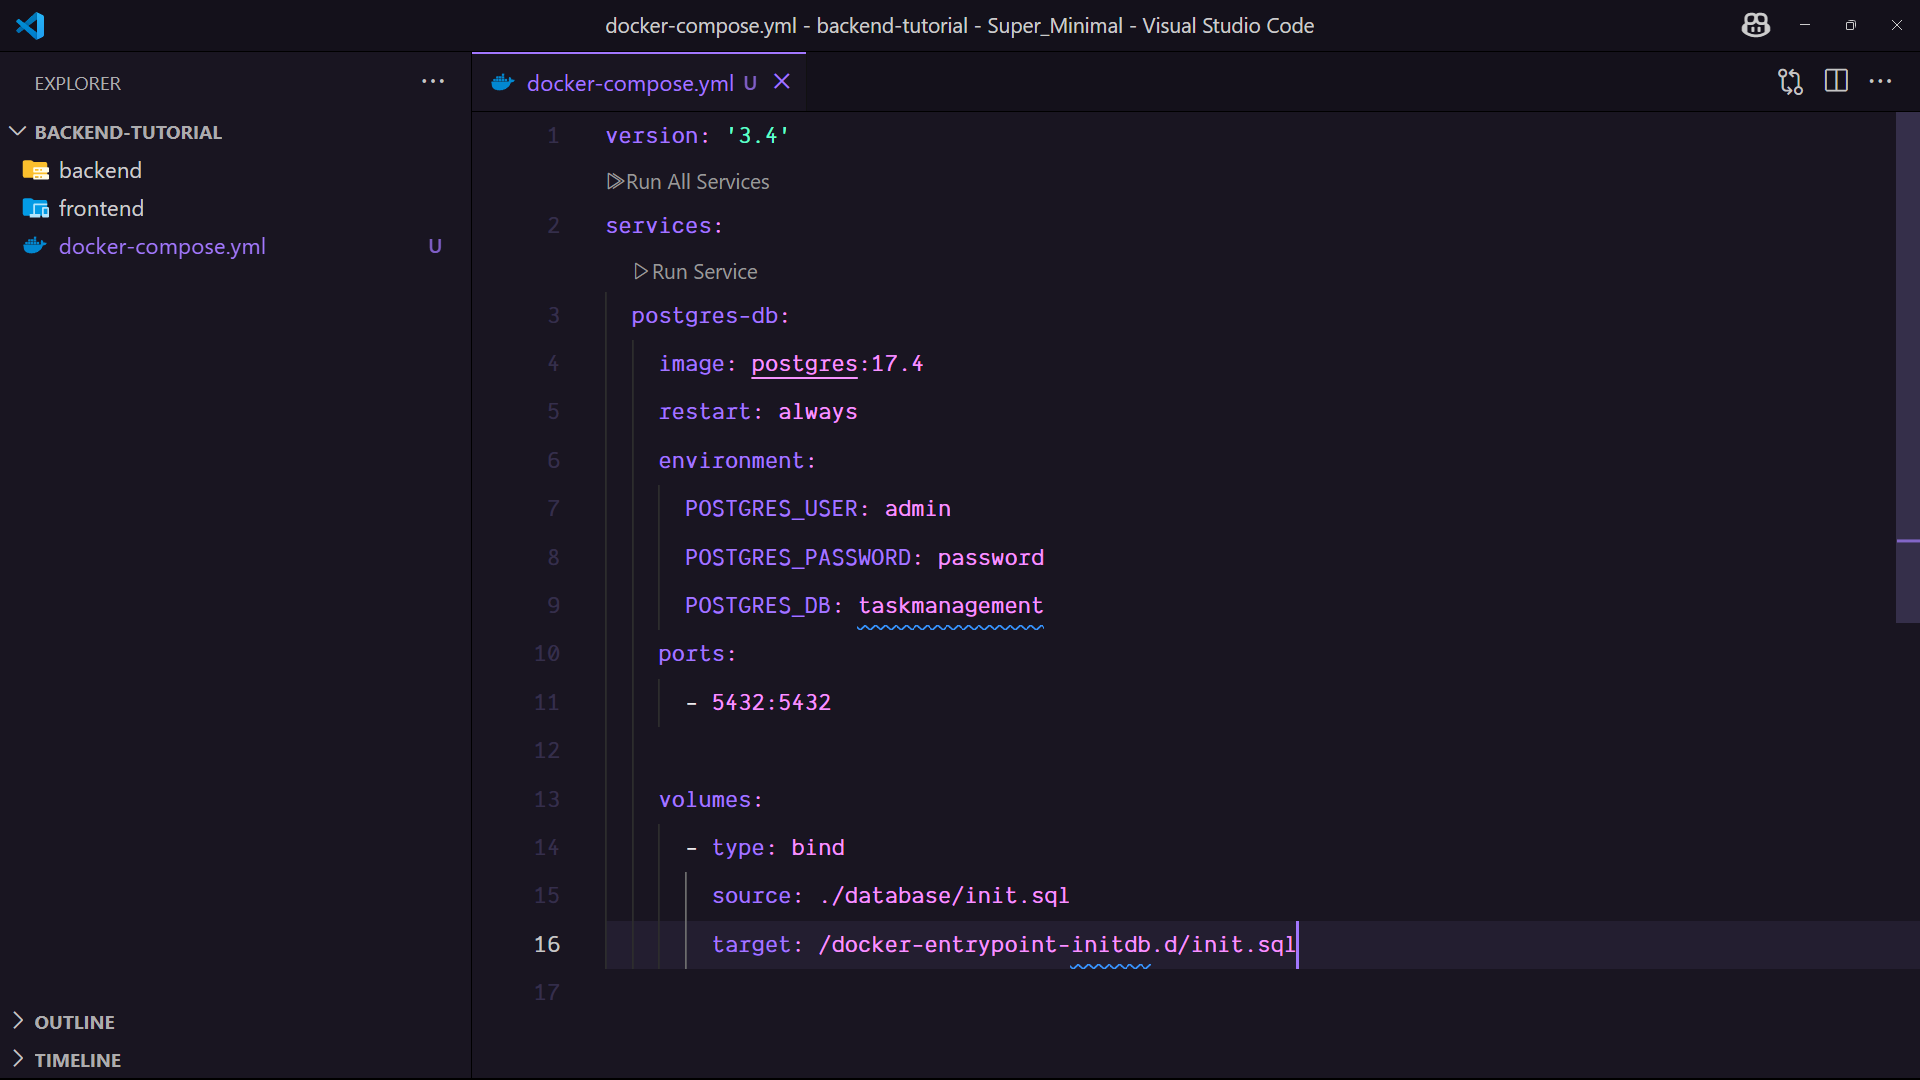 docker-compose.yml - backend-tutorial - Super_Minimal - Visual Studio Code
EXPLORER
BACKEND-TUTORIAL
backend
frontend
docker-compose.yml U
OUTLINE
TIMELINE
docker-compose.yml U
1 version: '3.4'
Run All Services
2 services:
Run Service
3 postgres-db:
4 image: postgres:17.4
5 restart: always
6 environment:
7 POSTGRES_USER: admin
8 POSTGRES_PASSWORD: password
9 POSTGRES_DB: taskmanagement
10 ports:
11 - 5432:5432
12
13 volumes:
14 - type: bind
15 source: ./database/init.sql
16 target: /docker-entrypoint-initdb.d/init.sql
17